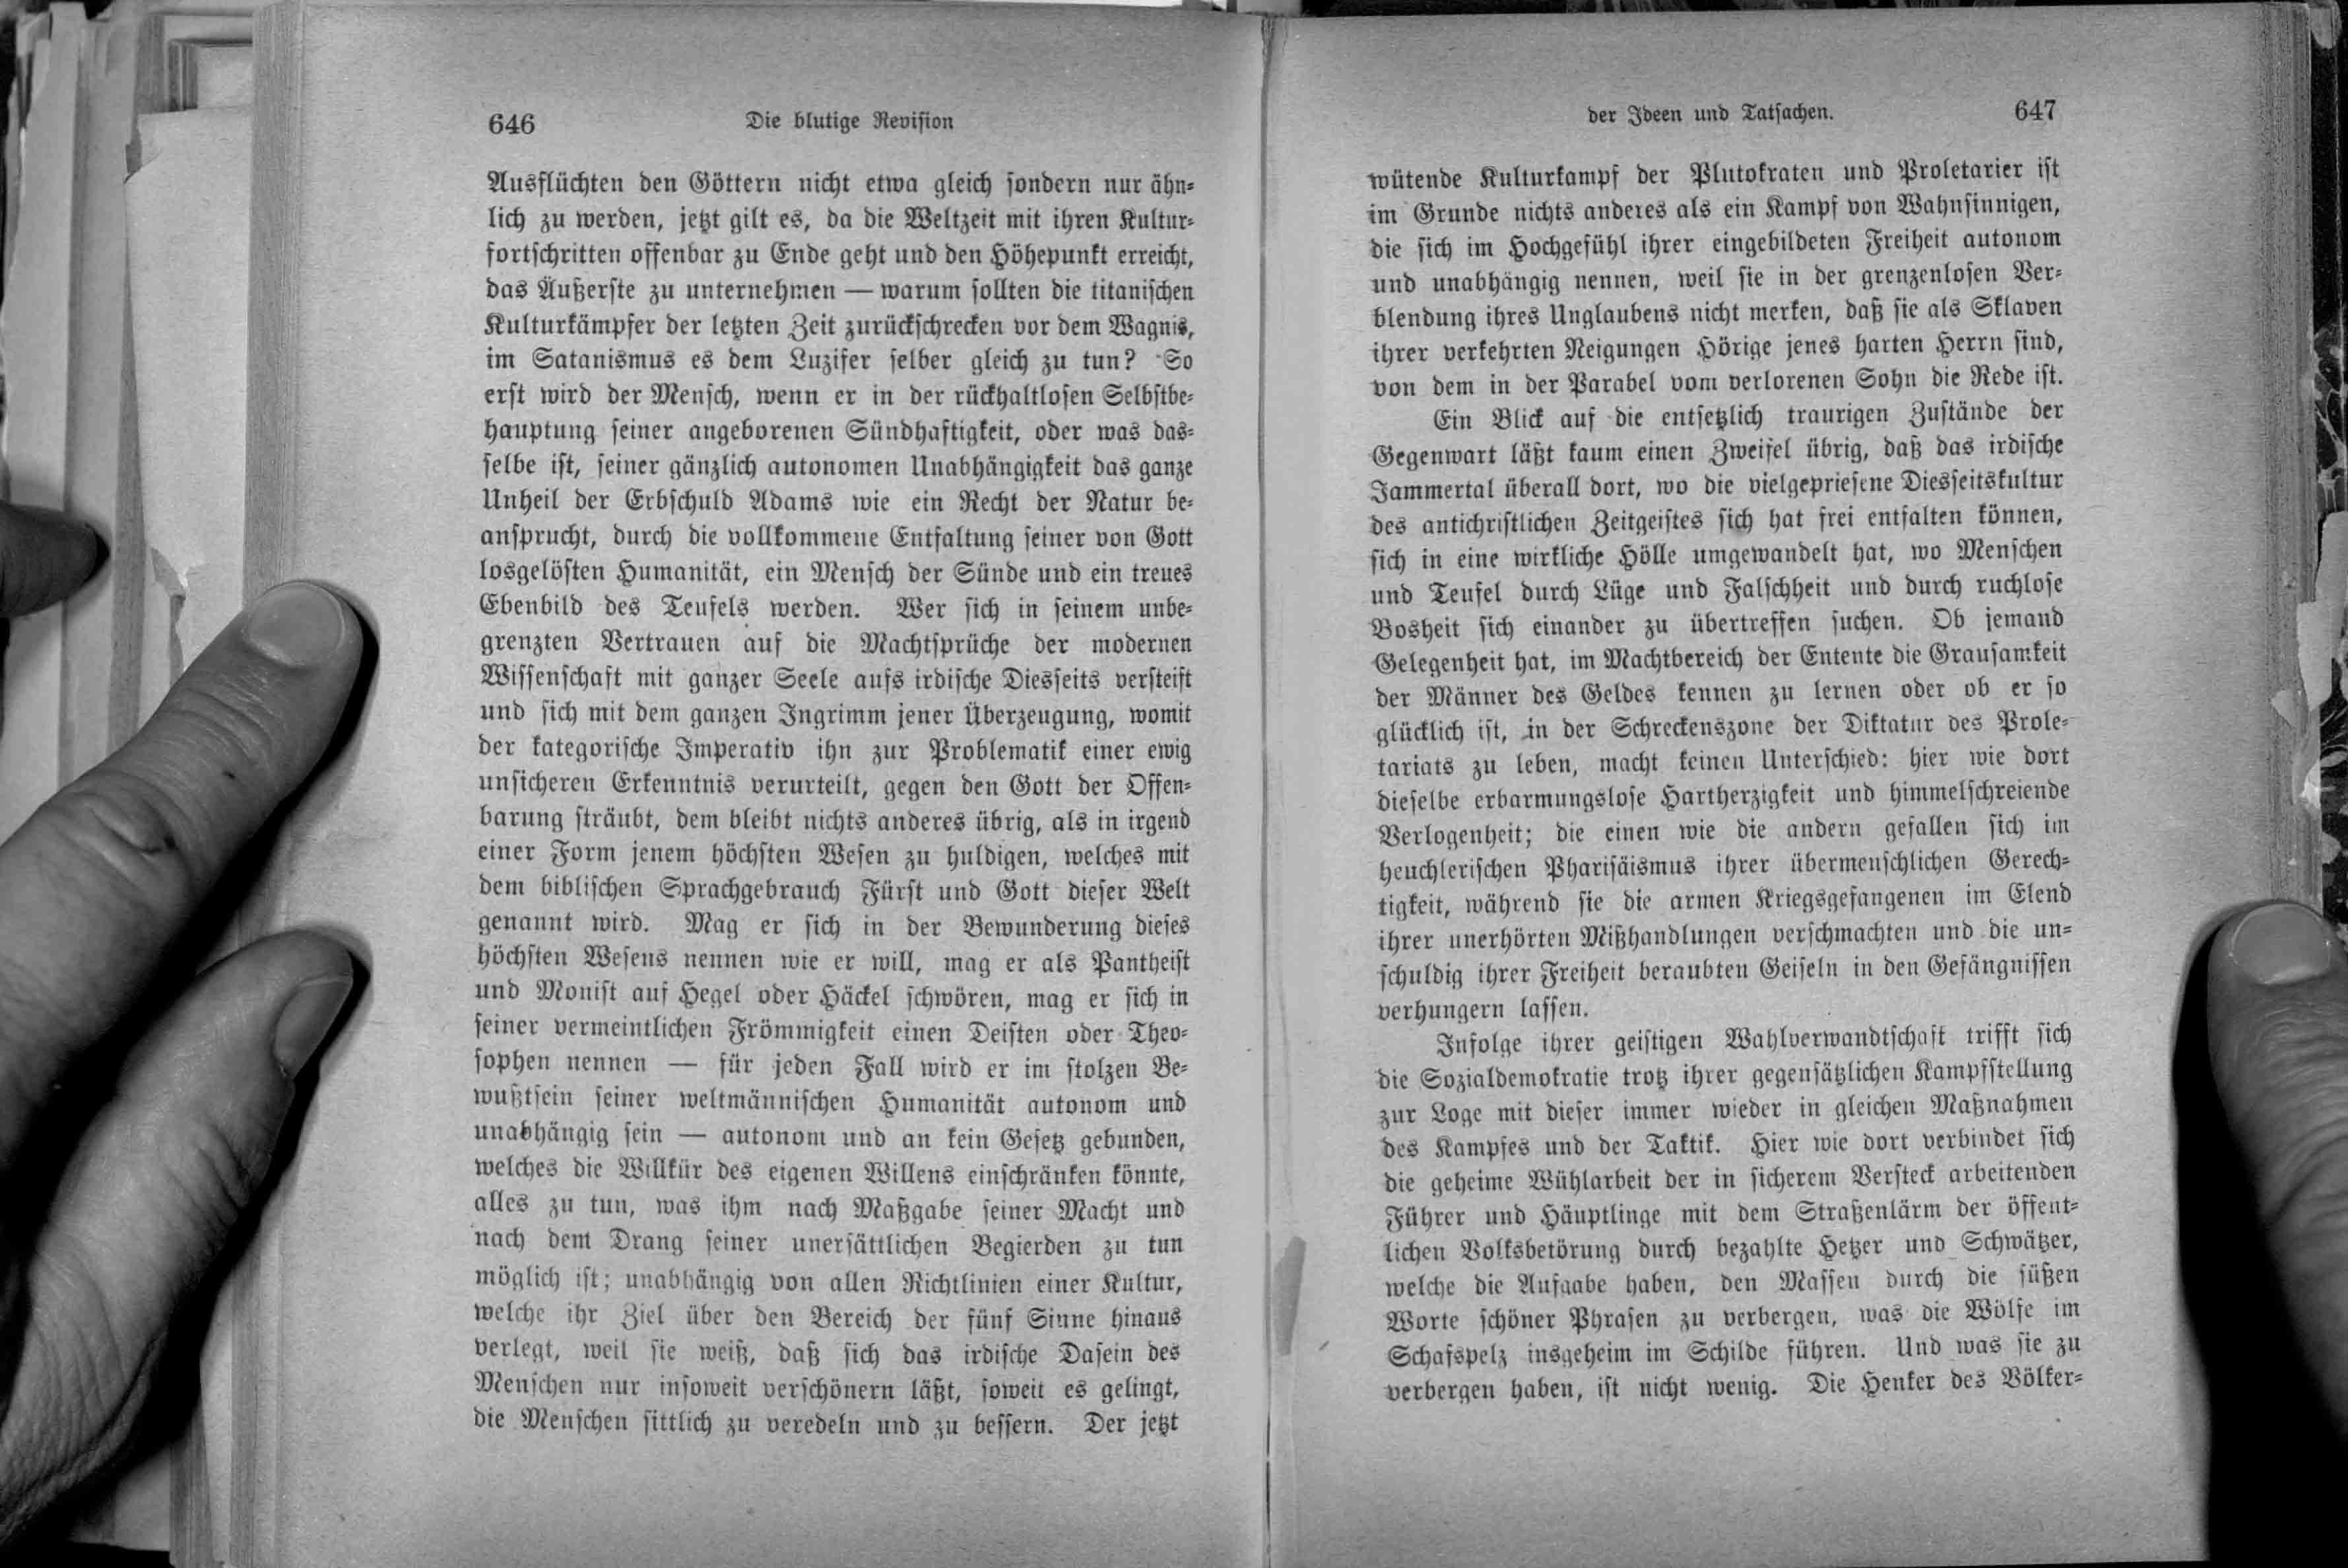 646 Die blutige Revision
Ausflüchten den Göttern nicht etwa gleich sondern nur ähn-
lich zu werden, jetzt gilt es, da die Weltzeit mit ihren Kultur-
fortschritten offenbar zu Ende geht und den Höhepunkt erreicht,
das Äußerste zu unternehmen — warum sollten die titanischen
Kulturkämpfer der letzten Zeit zurückschrecken vor dem Wagnis,
im Satanismus es dem Luzifer selber gleich zu tun? So
erst wird der Mensch, wenn er in der rückhaltlosen Selbstbe-
hauptung seiner angeborenen Sündhaftigkeit, oder was das-
selbe ist, seiner gänzlich autonomen Unabhängigkeit das ganze
Unheil der Erbschuld Adams wie ein Recht der Natur be-
ansprucht, durch die vollkommene Entfaltung seiner von Gott
losgelösten Humanität, ein Mensch der Sünde und ein treues
Ebenbild des Teufels werden. Wer sich in seinem unbe-
grenzten Vertrauen auf die Machtsprüche der modernen
Wissenschaft mit ganzer Seele aufs irdische Diesseits versteift
und sich mit dem ganzen Ingrimm jener Überzeugung, womit
der kategorische Imperativ ihn zur Problematik einer ewig
unsicheren Erkenntnis verurteilt, gegen den Gott der Offen-
barung sträubt, dem bleibt nichts anderes übrig, als in irgend
einer Form jenem höchsten Wesen zu huldigen, welches mit
dem biblischen Sprachgebrauch Fürst und Gott dieser Welt
genannt wird. Mag er sich in der Bewunderung dieses
höchsten Wesens nennen wie er will, mag er als Pantheist
und Monist auf Hegel oder Häckel schwören, mag er sich in
seiner vermeintlichen Frömmigkeit einen Deisten oder Theo-
sophen nennen — für jeden Fall wird er im stolzen Be-
wußtsein seiner weltmännischen Humanität autonom und
unabhängig sein — autonom und an kein Gesetz gebunden,
welches die Willkür des eigenen Willens einschränken könnte,
alles zu tun, was ihm nach Maßgabe seiner Macht und
nach dem Drang seiner unersättlichen Begierden zu tun
möglich ist; unabhängig von allen Richtlinien einer Kultur,
welche ihr Ziel über den Bereich der fünf Sinne hinaus
verlegt, weil sie weiß, daß sich das irdische Dasein des
Menschen nur insoweit verschönern läßt, soweit es gelingt,
die Menschen sittlich zu veredeln und zu bessern. Der jetzt
der Ideen und Tatsachen. 647
wütende Kulturkampf der Plutokraten und Proletarier ist
im Grunde nichts anderes als ein Kampf von Wahnsinnigen,
die sich im Hochgefühl ihrer eingebildeten Freiheit autonom
und unabhängig nennen, weil sie in der grenzenlosen Ver-
blendung ihres Unglaubens nicht merken, daß sie als Sklaven
ihrer verkehrten Neigungen Hörige jenes harten Herrn sind,
von dem in der Parabel vom verlorenen Sohn die Rede ist.
Ein Blick auf die entsetzlich traurigen Zustände der
Gegenwart läßt kaum einen Zweifel übrig, daß das irdische
Jammertal überall dort, wo die vielgepriesene Diesseitskultur
des antichristlichen Zeitgeistes sich hat frei entfalten können,
sich in eine wirkliche Hölle umgewandelt hat, wo Menschen
und Teufel durch Lüge und Falschheit und durch ruchlose
Bosheit sich einander zu übertreffen suchen. Ob jemand
Gelegenheit hat, im Machtbereich der Entente die Grausamkeit
der Männer des Geldes kennen zu lernen oder ob er so
glücklich ist, in der Schreckenszone der Diktatur des Prole-
tariats zu leben, macht keinen Unterschied: hier wie dort
dieselbe erbarmungslose Hartherzigkeit und himmelschreiende
Verlogenheit; die einen wie die andern gefallen sich im
heuchlerischen Pharisäismus ihrer übermenschlichen Gerech-
tigkeit, während sie die armen Kriegsgefangenen im Elend
ihrer unerhörten Mißhandlungen verschmachten und die un-
schuldig ihrer Freiheit beraubten Geiseln in den Gefängnissen
verhungern lassen.
Infolge ihrer geistigen Wahlverwandtschaft trifft sich
die Sozialdemokratie trotz ihrer gegensätzlichen Kampfstellung
zur Loge mit dieser immer wieder in gleichen Maßnahmen
des Kampfes und der Taktik. Hier wie dort verbindet sich
die geheime Wühlarbeit der in sicherem Versteck arbeitenden
Führer und Häuptlinge mit dem Straßenlärm der öffent-
lichen Volksbetörung durch bezahlte Hetzer und Schwätzer,
welche die Aufgabe haben, den Massen durch die süßen
Worte schöner Phrasen zu verbergen, was die Wölfe im
Schafspelz insgeheim im Schilde führen. Und was sie zu
verbergen haben, ist nicht wenig. Die Henker des Völker-